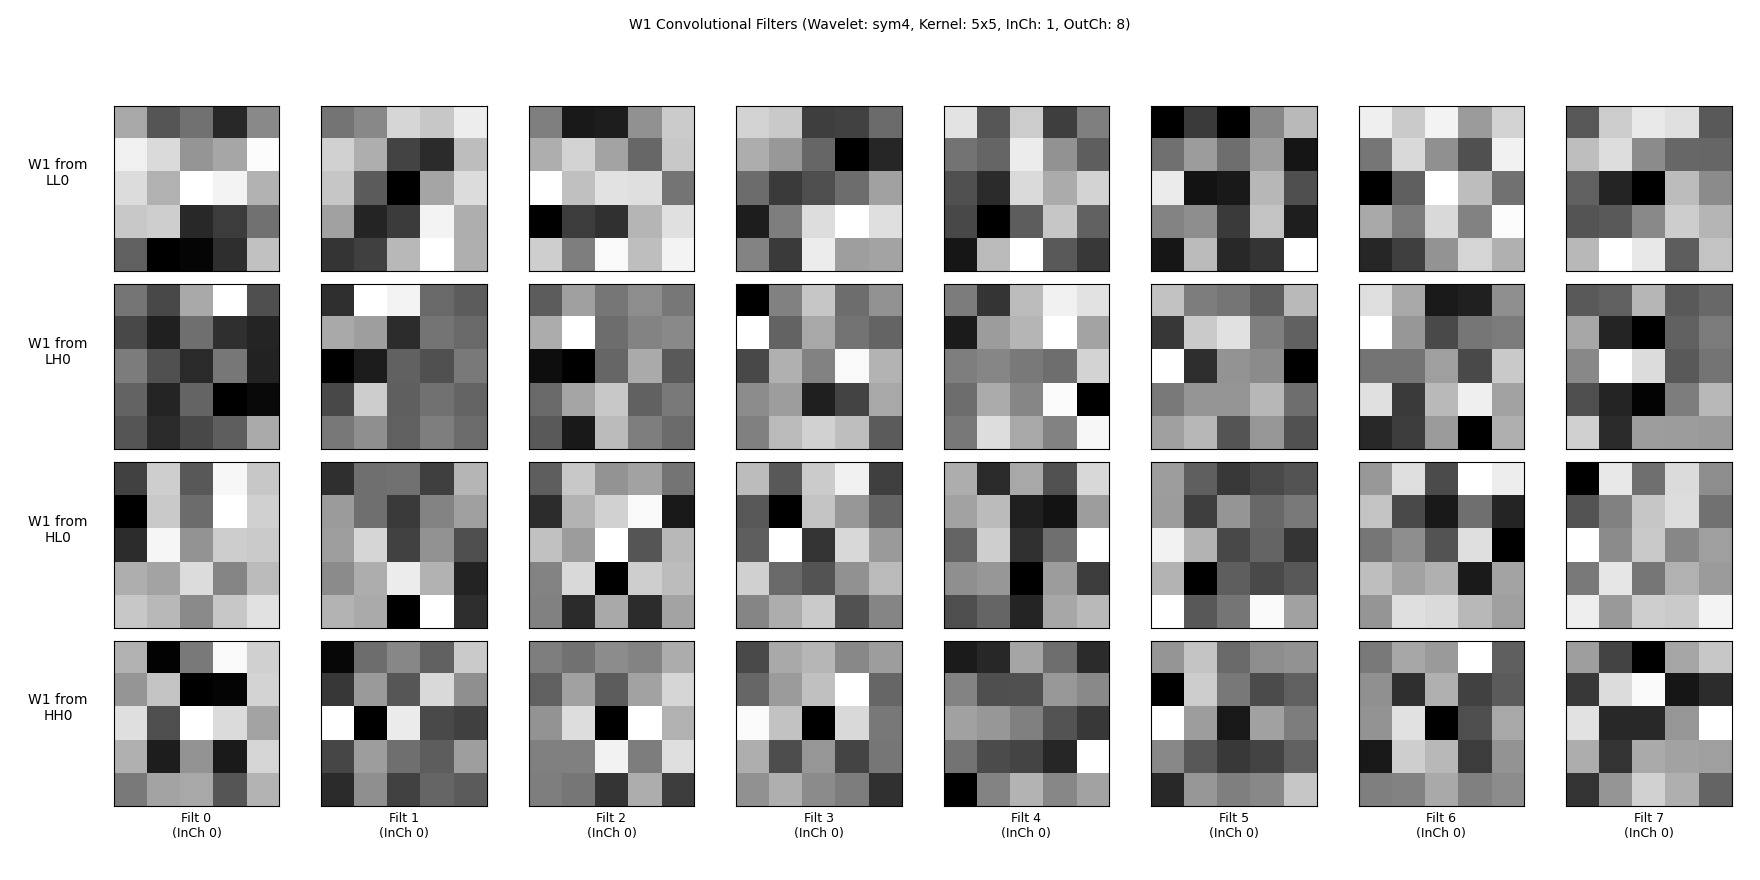 W1 Convolutional Filters (Wavelet: sym4, Kernel: 5x5, InCh: 1, OutCh: 8)
W1 from
LL0
W1 from
LH0
W1 from
HL0
W1 from
HH0
Filt 0
(InCh 0)
Filt 1
(InCh 0)
Filt 2
(InCh 0)
Filt 3
(InCh 0)
Filt 4
(InCh 0)
Filt 5
(InCh 0)
Filt 6
(InCh 0)
Filt 7
(InCh 0)